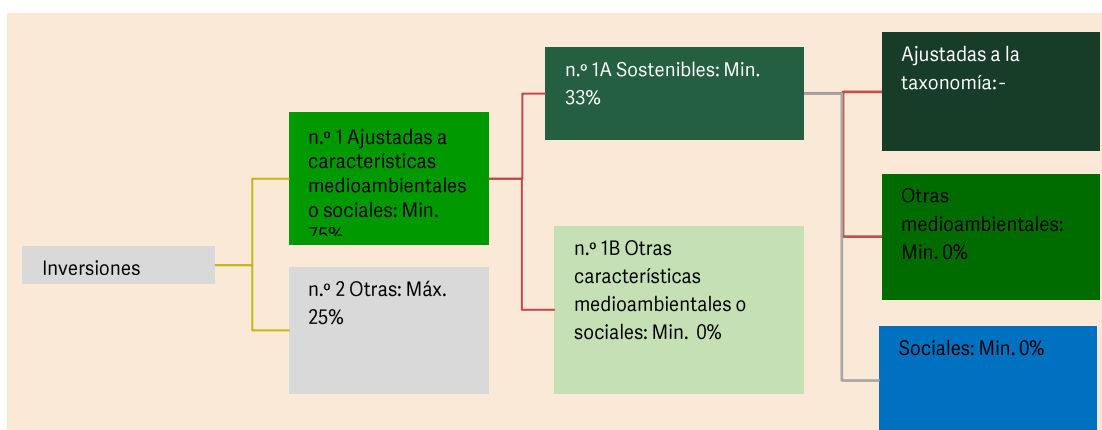 Inversiones
n.º 1 Ajustadas a
características
medioambientales
o sociales: Min.
75%
n.º 2 Otras: Máx.
25%
n.º 1A Sostenibles: Min.
33%
n.º 1B Otras
características
medioambientales o
sociales: Min. 0%
Ajustadas a la
taxonomía:-
Otras
medioambientales:
Min. 0%
Sociales: Min. 0%